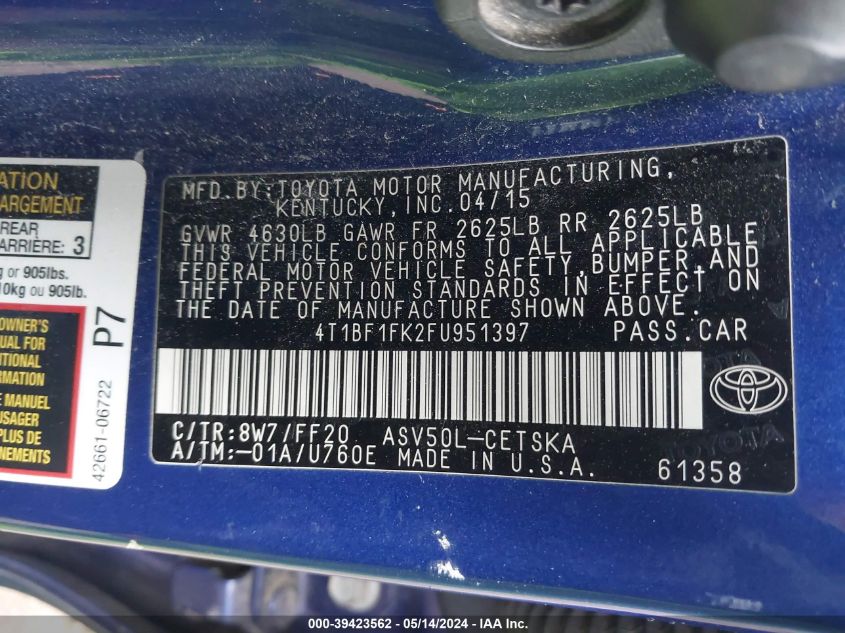 ATION
ARGEMENT
REAR
ARRIÈRE: 3
g or 905lbs.
10kg ou 905lb.
OWNER'S
UAL FOR
ITIONAL
RMATION
E MANUEL
USAGER
US DE
NEMENTS
P7
42661-06722
MFD.BY:TOYOTA MOTOR MANUFACTURING,
KENTUCKY,INC.04/15
GVWR 4630LB GAWR FR 2625LB RR 2625LB
THIS VEHICLE CONFORMS TO ALL APPLICABLE
FEDERAL MOTOR VEHICLE SAFETY,BUMPER,AND
THEFT PREVENTION STANDARDS IN EFFECT ON
THE DATE OF MANUFACTURE SHOWN ABOVE.
4T1BF1FK2FU951397 PASS.CAR
C/TR:8W7/FF20 ASV50L-CETSKA
A/TM:-01A/U760E MADE IN U.S.A. 61358
000-39423562 - 05/14/2024 - IAA Inc.